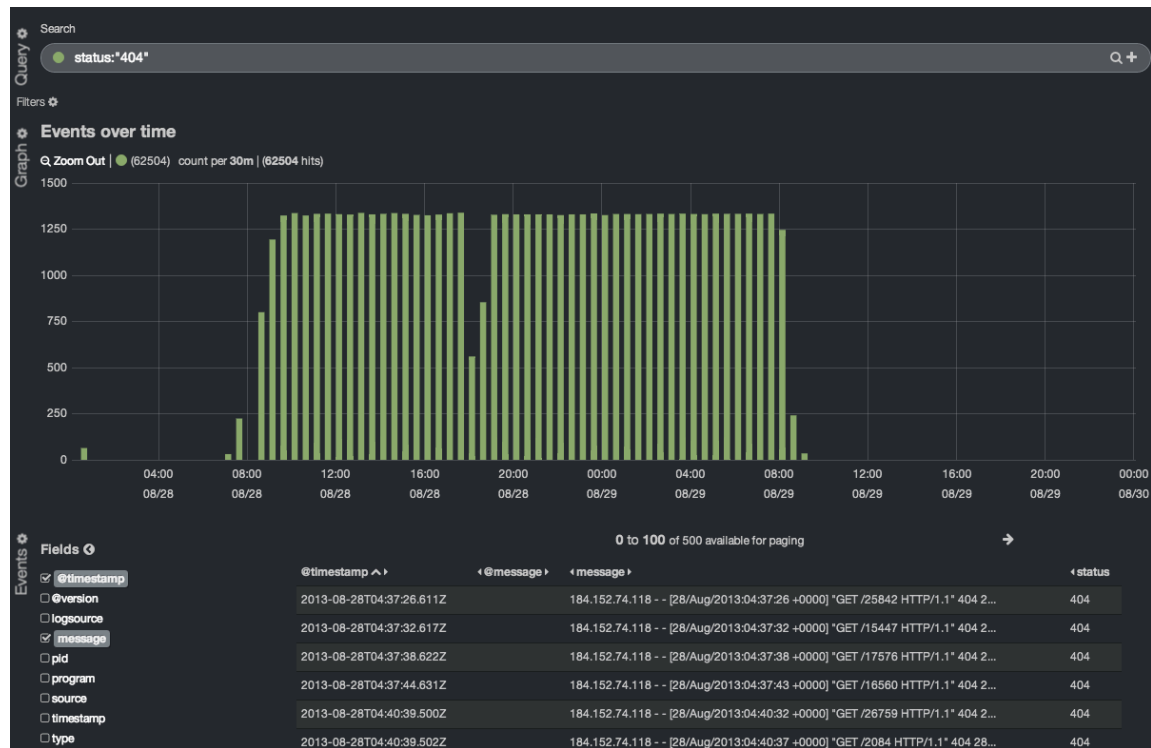 Search
Query
status:"404"
Filters
Graph
Events over time
Zoom Out | (62504) count per 30m | (62504 hits)
1500
1250
1000
750
500
250
0
04:00 08:00 12:00 16:00 20:00 00:00 04:00 08:00 12:00 16:00 20:00 00:00
08/28 08/28 08/28 08/28 08/28 08/29 08/29 08/29 08/29 08/29 08/29 08/30
Events
Fields
0 to 100 of 500 available for paging
@timestamp
@version
logsource
message
pid
program
source
timestamp
type
@timestamp @message message status
2013-08-28T04:37:26.611Z 184.152.74.118 - - [28/Aug/2013:04:37:26 +0000] "GET /25842 HTTP/1.1" 404 2... 404
2013-08-28T04:37:32.617Z 184.152.74.118 - - [28/Aug/2013:04:37:32 +0000] "GET /15447 HTTP/1.1" 404 2... 404
2013-08-28T04:37:38.622Z 184.152.74.118 - - [28/Aug/2013:04:37:38 +0000] "GET /17576 HTTP/1.1" 404 2... 404
2013-08-28T04:37:44.631Z 184.152.74.118 - - [28/Aug/2013:04:37:43 +0000] "GET /16560 HTTP/1.1" 404 2... 404
2013-08-28T04:40:39.500Z 184.152.74.118 - - [28/Aug/2013:04:40:32 +0000] "GET /26759 HTTP/1.1" 404 2... 404
2013-08-28T04:40:39.502Z 184.152.74.118 - - [28/Aug/2013:04:40:37 +0000] "GET /2084 HTTP/1.1" 404 28... 404